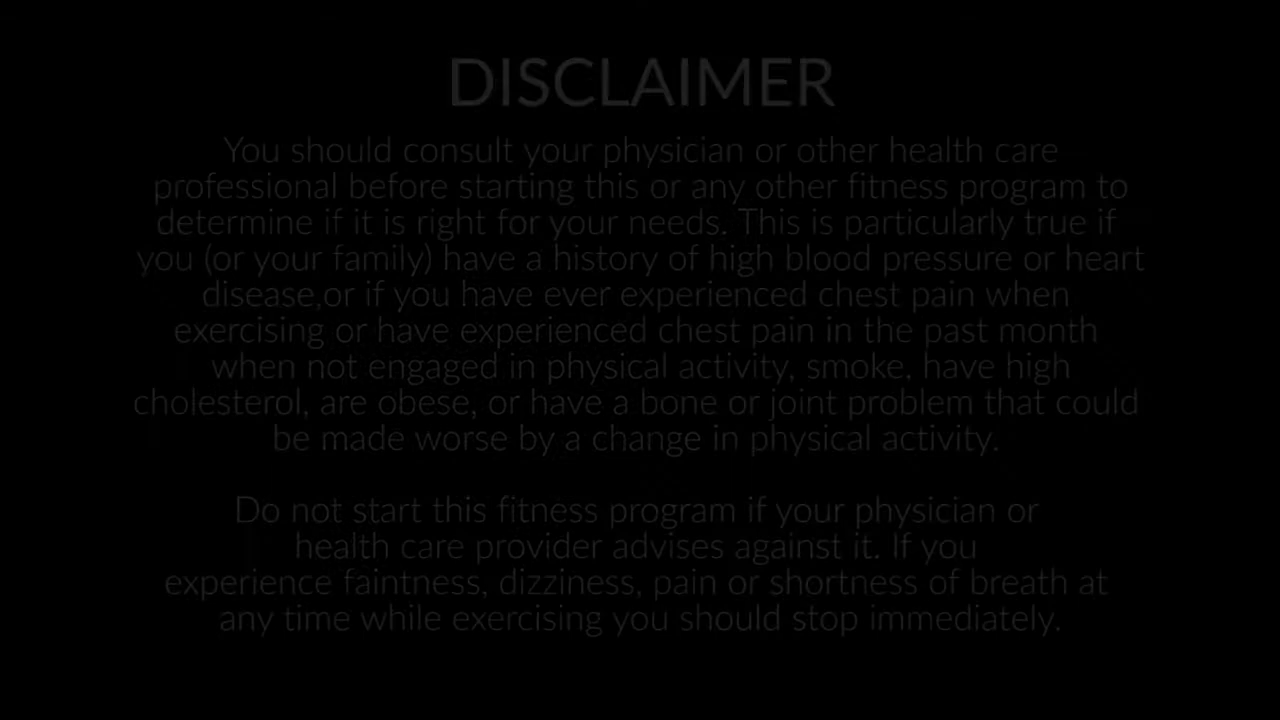 DISCLAIMER
You should consult your physician or other health care
professional before starting this or any other fitness program to
determine if it is right for your needs. This is particularly true if
you (or your family) have a history of high blood pressure or heart
disease,or if you have ever experienced chest pain when
exercising or have experienced chest pain in the past month
when not engaged in physical activity, smoke, have high
cholesterol, are obese, or have a bone or joint problem that could
be made worse by a change in physical activity.
Do not start this fitness program if your physician or
health care provider advises against it. If you
experience faintness, dizziness, pain or shortness of breath at
any time while exercising you should stop immediately.